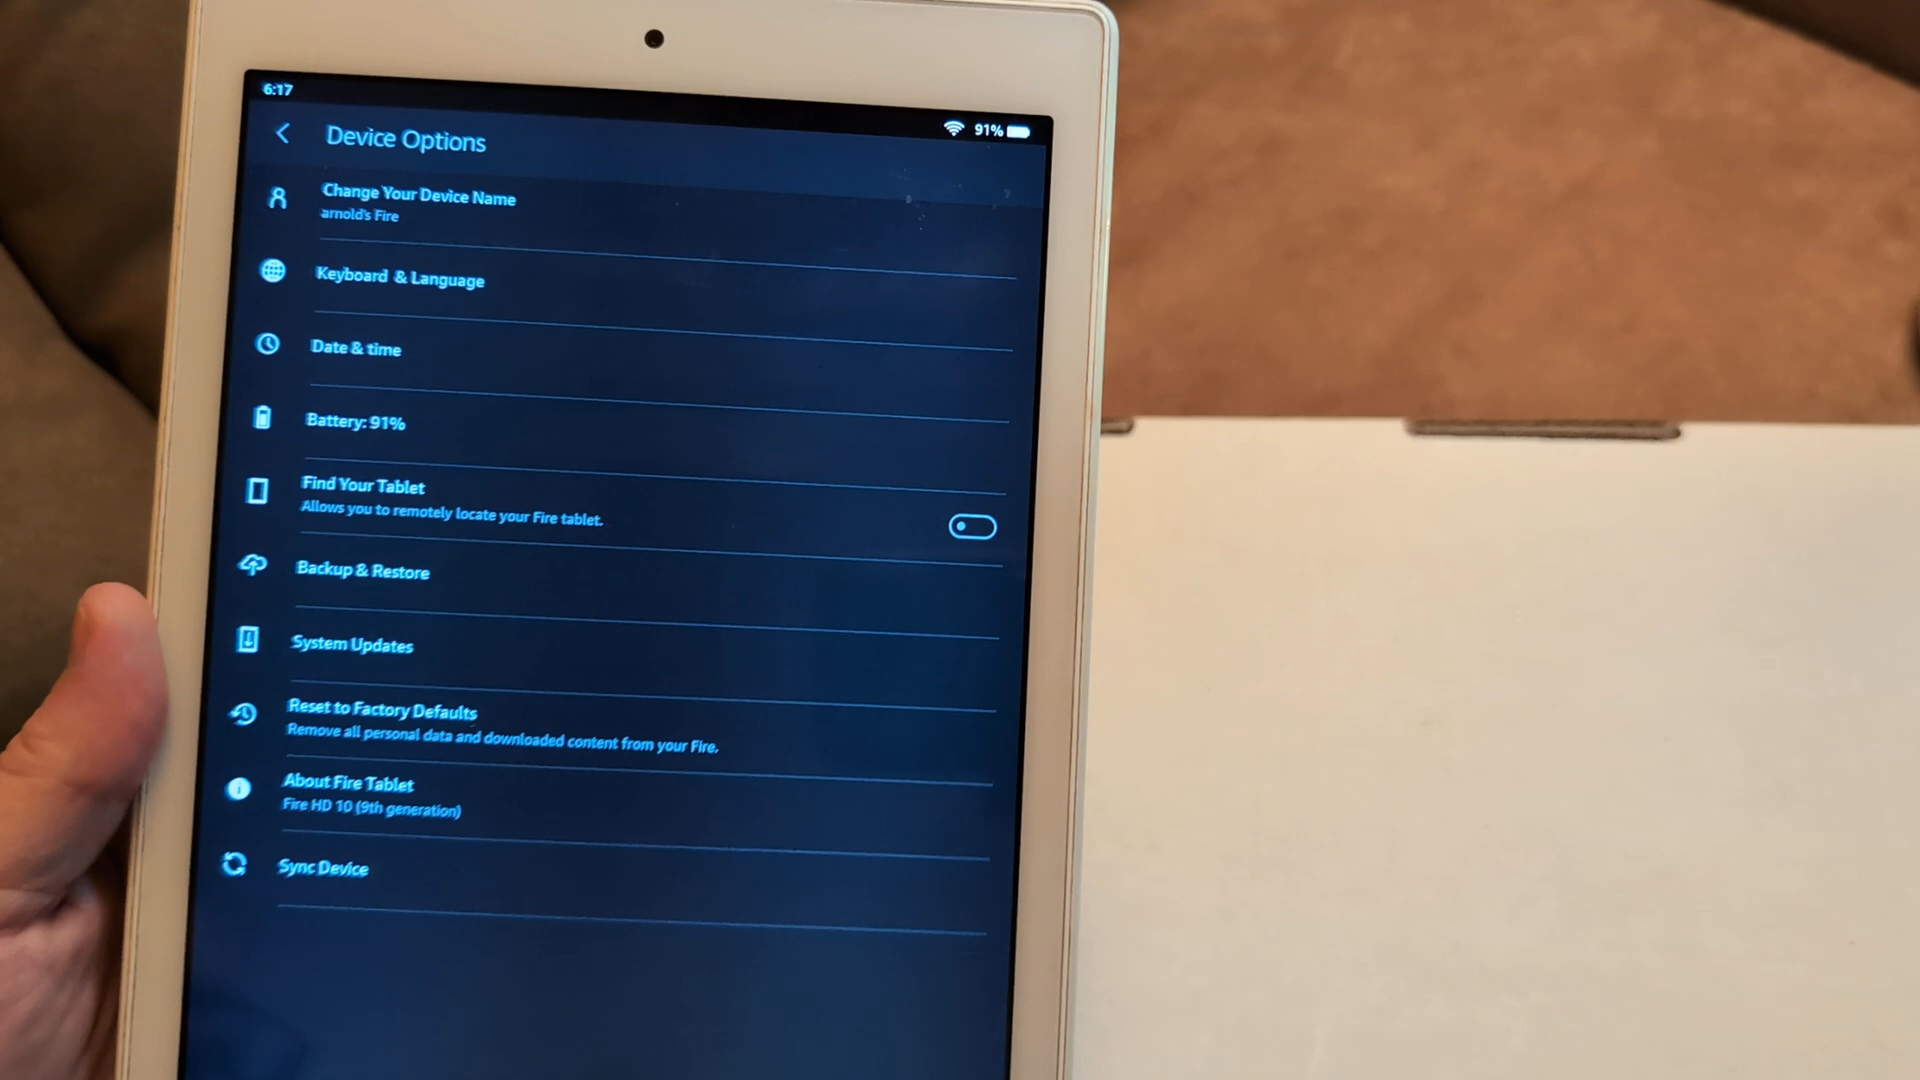 6:17
91%
Device Options
Change Your Device Name
arnold's Fire
Keyboard & Language
Date & time
Battery: 91%
Find Your Tablet
Allows you to remotely locate your Fire tablet.
Backup & Restore
System Updates
Reset to Factory Defaults
Remove all personal data and downloaded content from your Fire.
About Fire Tablet
Fire HD 10 (9th generation)
Sync Device